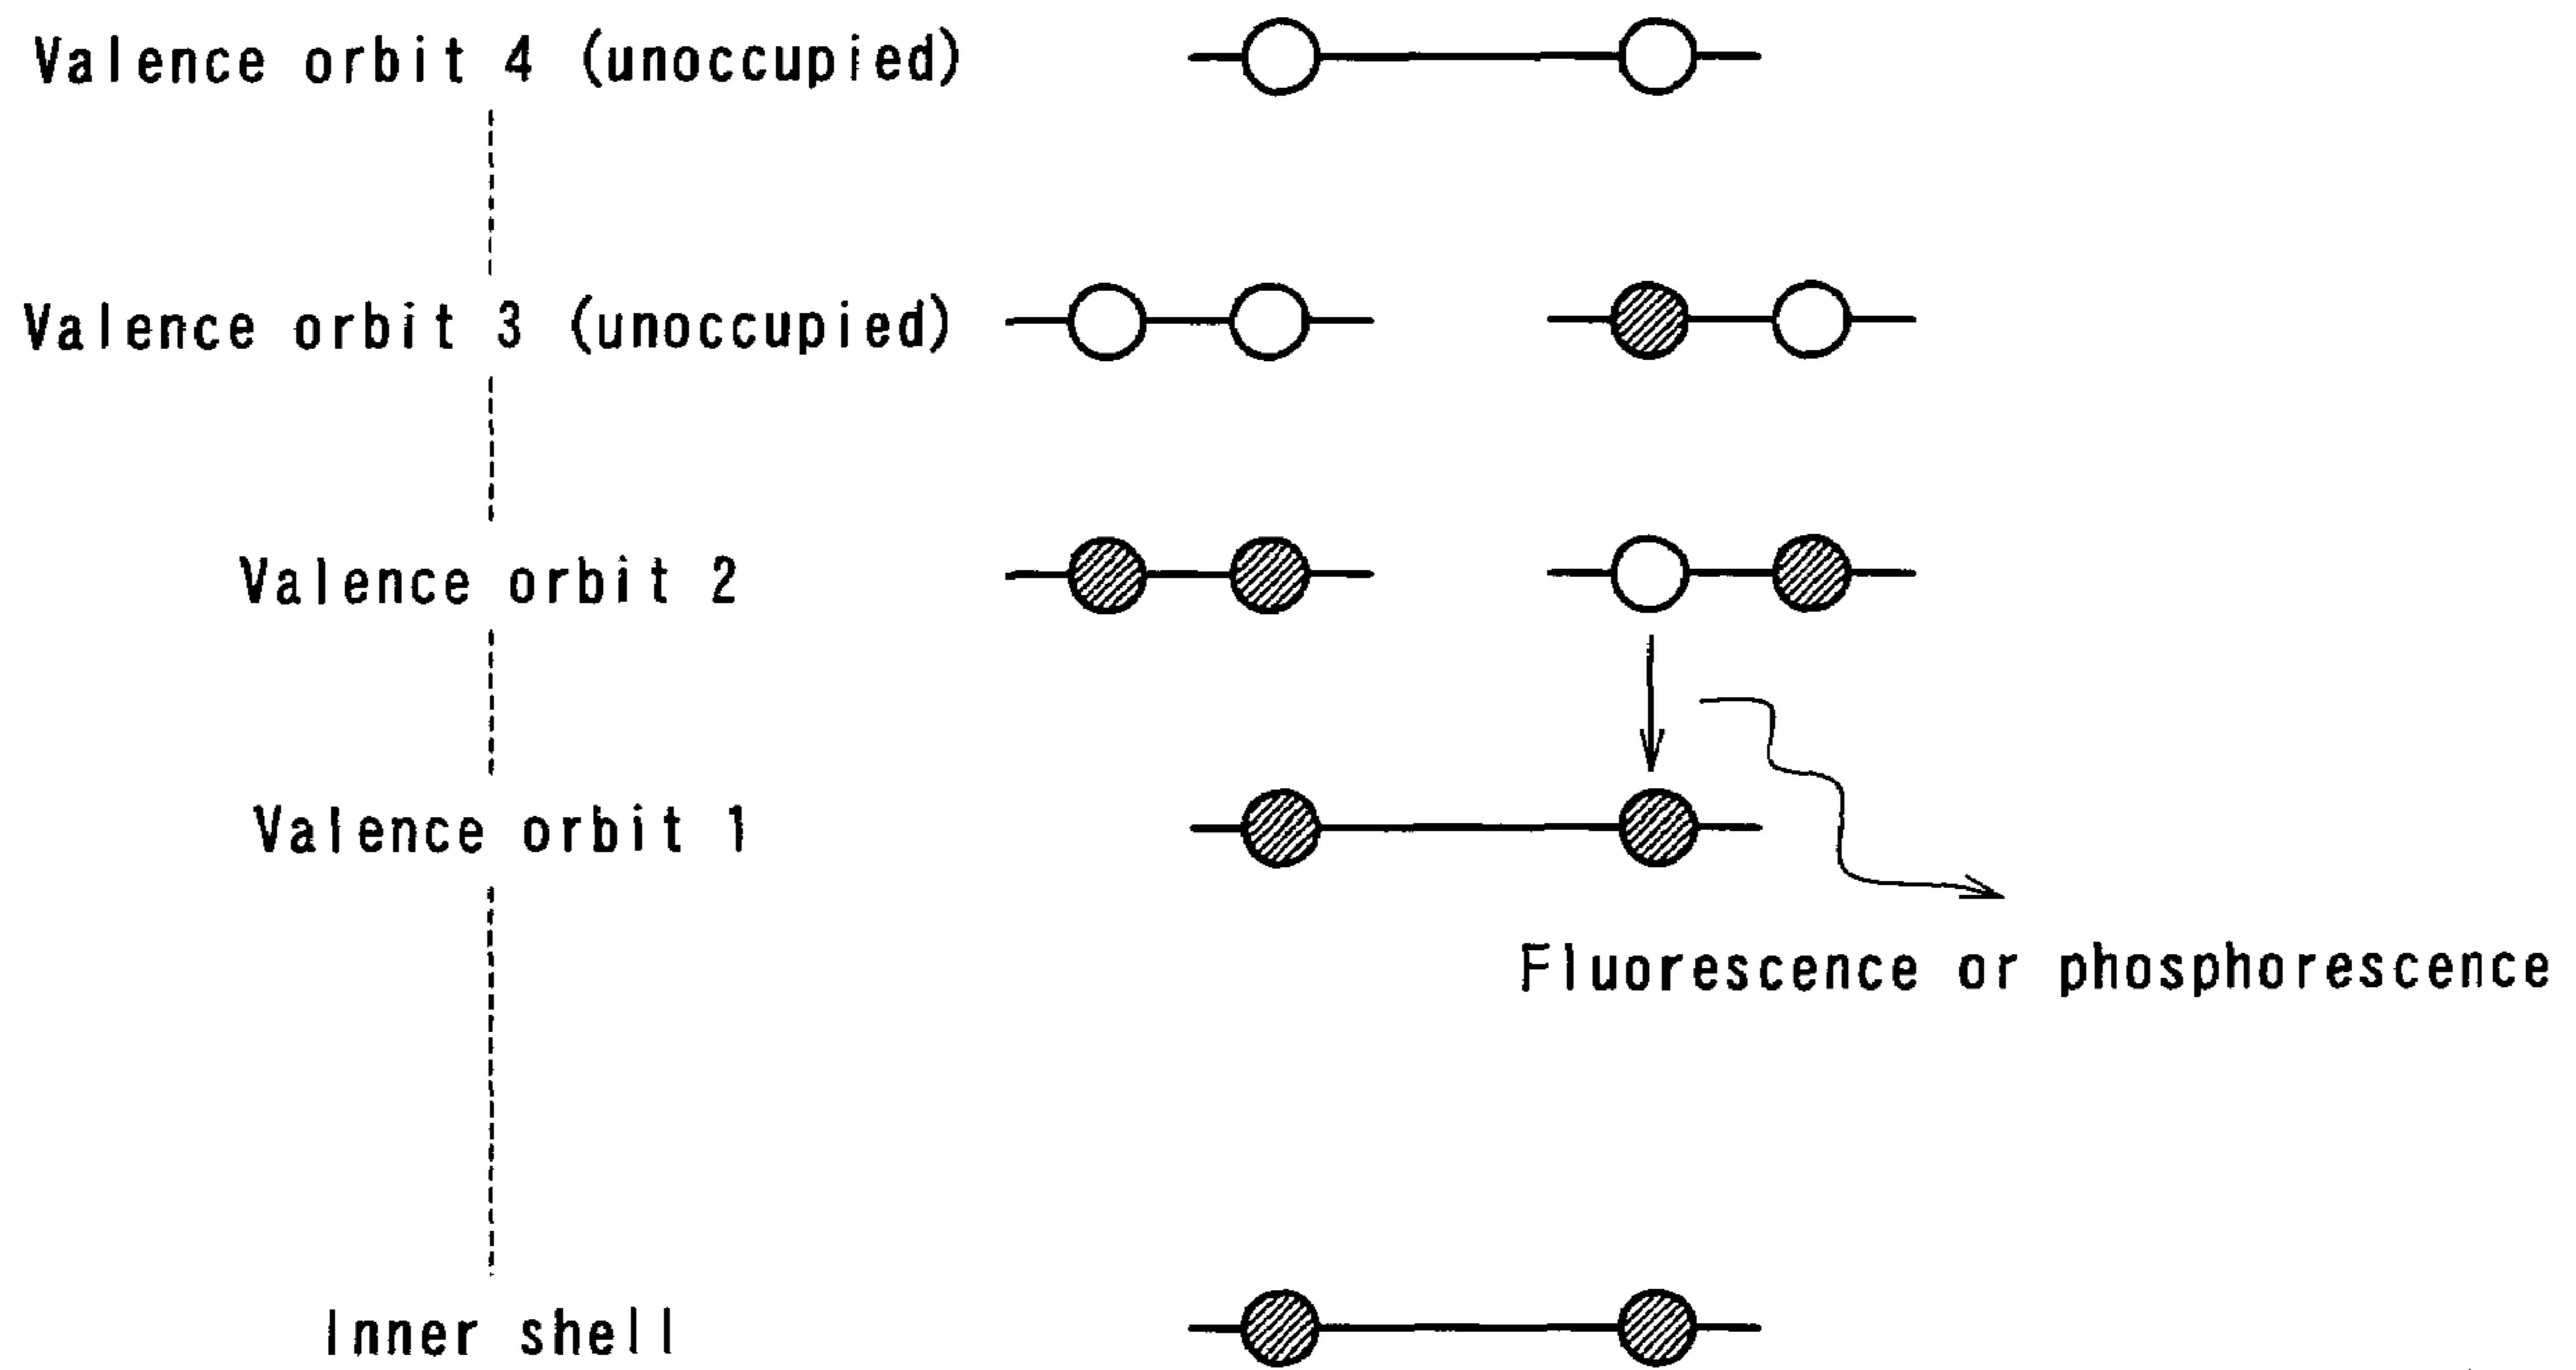 Valence orbit 4 (unoccupied)
Valence orbit 3 (unoccupied)
Valence orbit 2
Valence orbit 1
Fluorescence or phosphorescence
Inner shell